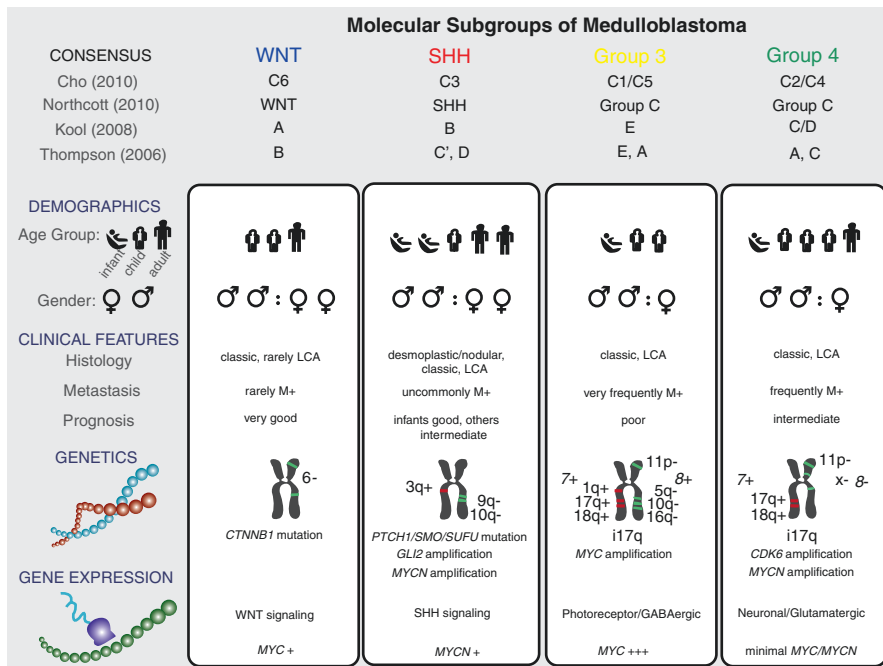 Molecular Subgroups of Medulloblastoma
CONSENSUS WNT SHH Group 3 Group 4
Cho (2010) C6 C3 C1/C5 C2/C4
Northcott (2010) WNT SHH Group C Group C
Kool (2008) A B E C/D
Thompson (2006) B C', D E, A A, C
DEMOGRAPHICS
Age Group:
infant child adult
Gender: ♀ ♂ ♂ ♂ : ♀ ♀ ♂ ♂ : ♀ ♀ ♂ ♂ : ♀ ♂ ♂ : ♀
CLINICAL FEATURES
Histology classic, rarely LCA desmoplastic/nodular, classic, LCA classic, LCA
classic, LCA
Metastasis rarely M+ uncommonly M+ very frequently M+ frequently M+
Prognosis very good infants good, others poor intermediate
intermediate
GENETICS
6-
3q+
9q-
10q-
11p-
7+ 8+
1q+ 5q-
17q+ 10q-
18q+ 16q-
i17q
11p-
7+ x- 8-
17q+
18q+
i17q
CTNNB1 mutation PTCH1/SMO/SUFU mutation MYC amplification CDK6 amplification
GLI2 amplification
MYCN amplification MYCN amplification
GENE EXPRESSION
WNT signaling SHH signaling Photoreceptor/GABAergic Neuronal/Glutamatergic
MYC + MYCN + MYC +++ minimal MYC/MYCN